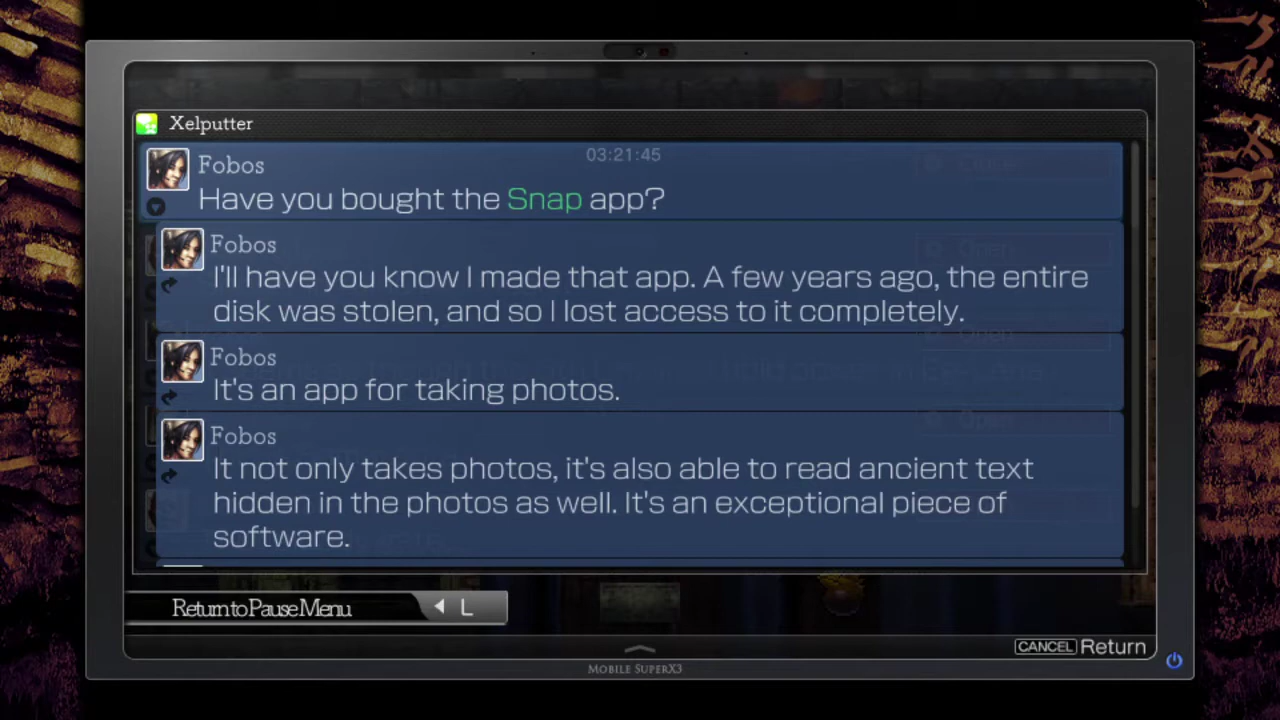 Xelputter
Fobos
03:21:45
Have you bought the Snap app?
Fobos
I'll have you know I made that app. A few years ago, the entire
disk was stolen, and so I lost access to it completely.
Fobos
It's an app for taking photos.
Fobos
It not only takes photos, it's also able to read ancient text
hidden in the photos as well. It's an exceptional piece of
software.
Return to Pause Menu
L
CANCEL Return
MOBILE SUPERX3